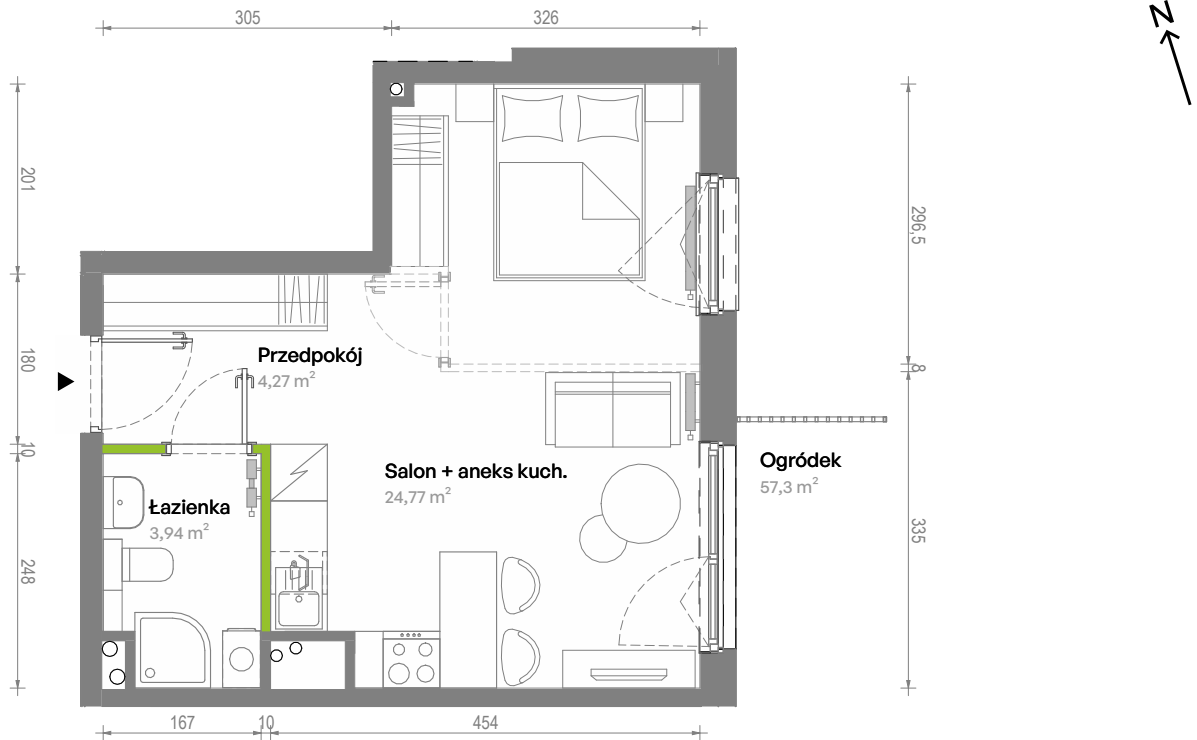 305
326
N
201
296,5
180
Przedpokój
4,27 m²
8
10
Salon + aneks kuch.
24,77 m²
Ogródek
57,3 m²
Łazienka
3,94 m²
335
248
167
10
454